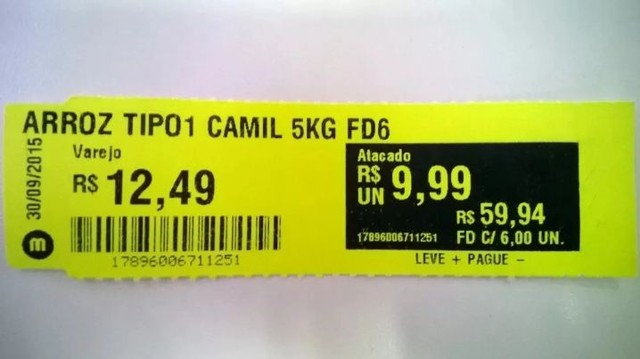 ARROZ TIPO1 CAMIL 5KG FD6
30/09/2015
m
Varejo
R$ 12,49
17896006711251
Atacado
R$ UN 9,99
R$ 59,94
17896006711251 FD C/ 6,00 UN.
LEVE + PAGUE -